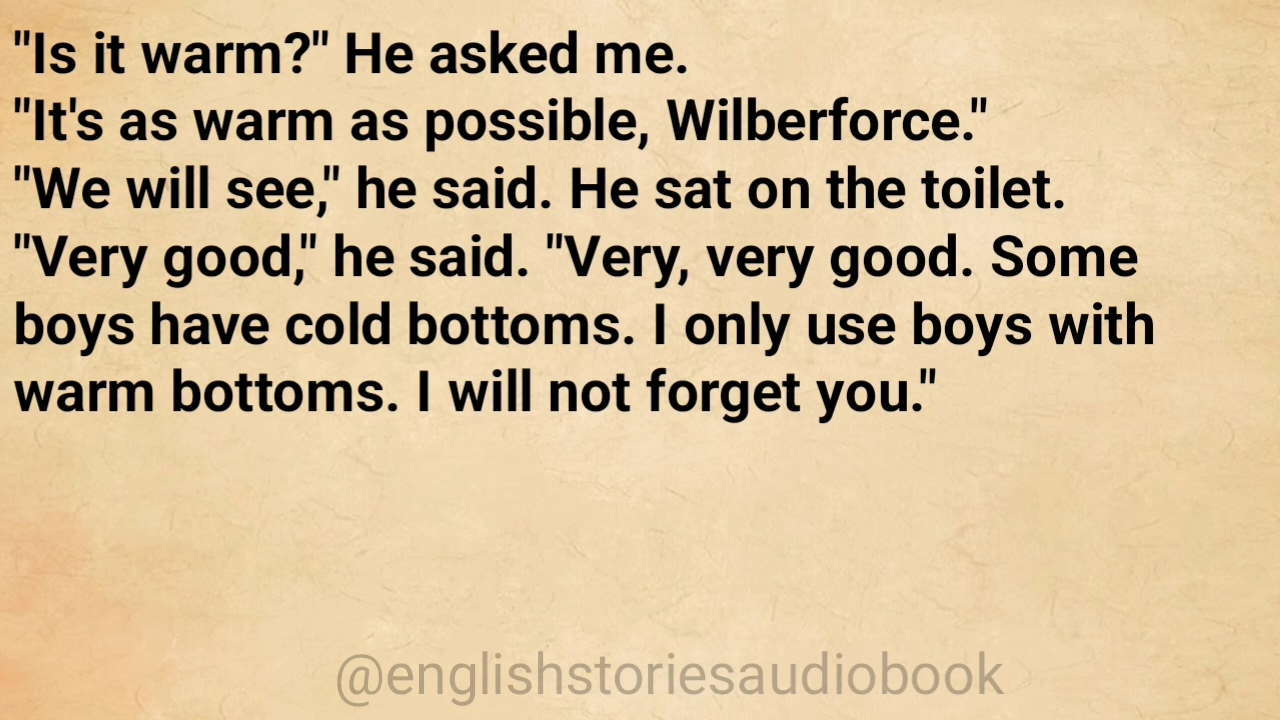 "Is it warm?" He asked me.
"It's as warm as possible, Wilberforce."
"We will see," he said. He sat on the toilet.
"Very good," he said. "Very, very good. Some
boys have cold bottoms. I only use boys with
warm bottoms. I will not forget you."
@englishstoriesaudiobook